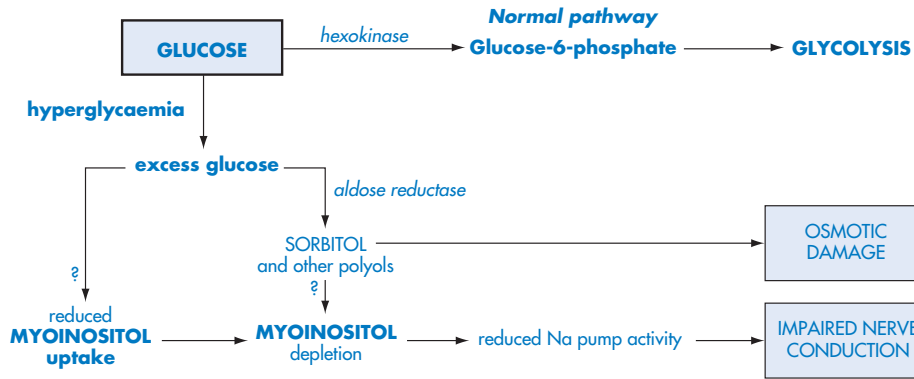 Normal pathway
GLUCOSE
hexokinase
Glucose-6-phosphate
GLYCOLYSIS
hyperglycaemia
excess glucose
aldose reductase
SORBITOL
and other polyols
OSMOTIC
DAMAGE
?
?
reduced
MYOINOSITOL
uptake
MYOINOSITOL
depletion
reduced Na pump activity
IMPAIRED NERVE
CONDUCTION